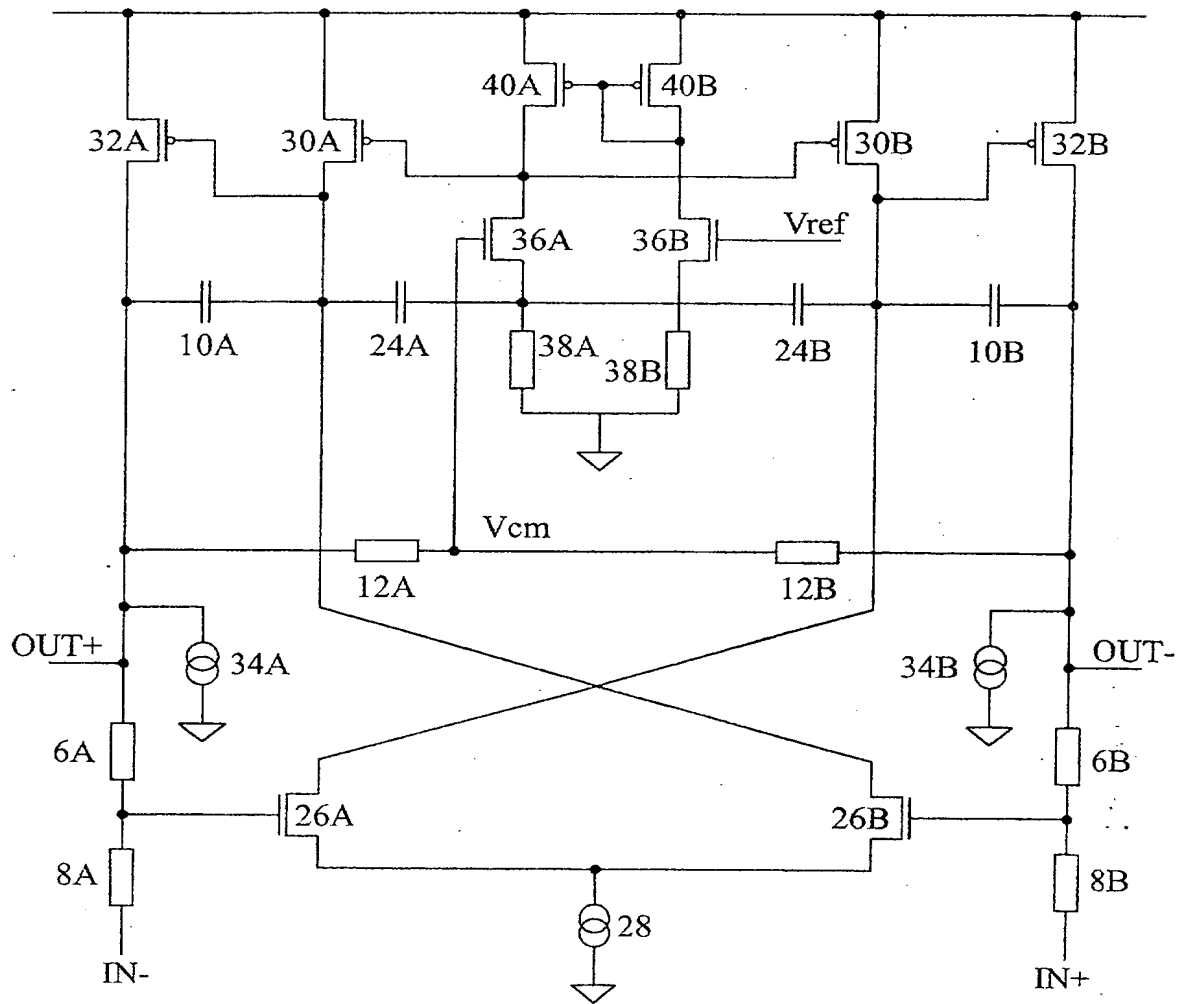 40A 40B
32A 30A 30B 32B
36A 36B Vref
10A 24A 38A 38B 24B 10B
Vcm
12A 12B
OUT+ 34A 34B OUT-
6A 6B
26A 26B
8A 8B
28
IN- IN+